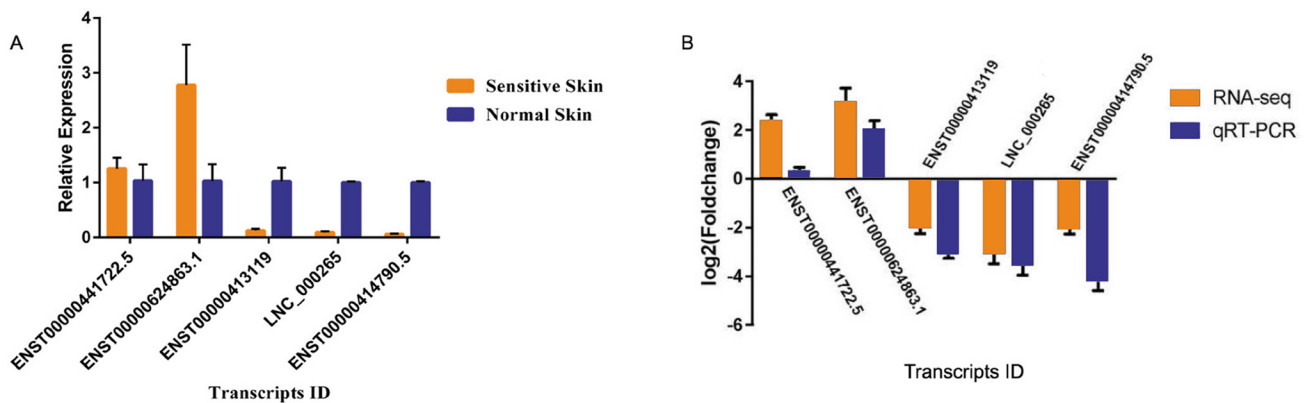 A
Relative Expression
4
3
2
1
0
Sensitive Skin
Normal Skin
ENST00000441722.5
ENST00000624863.1
ENST00000413119
LNC_000265
ENST00000414790.5
Transcripts ID
B
log2(Foldchange)
4
2
0
-2
-4
-6
ENST00000413119
LNC_000265
ENST00000414790.5
ENST00000441722.5
ENST00000624863.1
RNA-seq
qRT-PCR
Transcripts ID